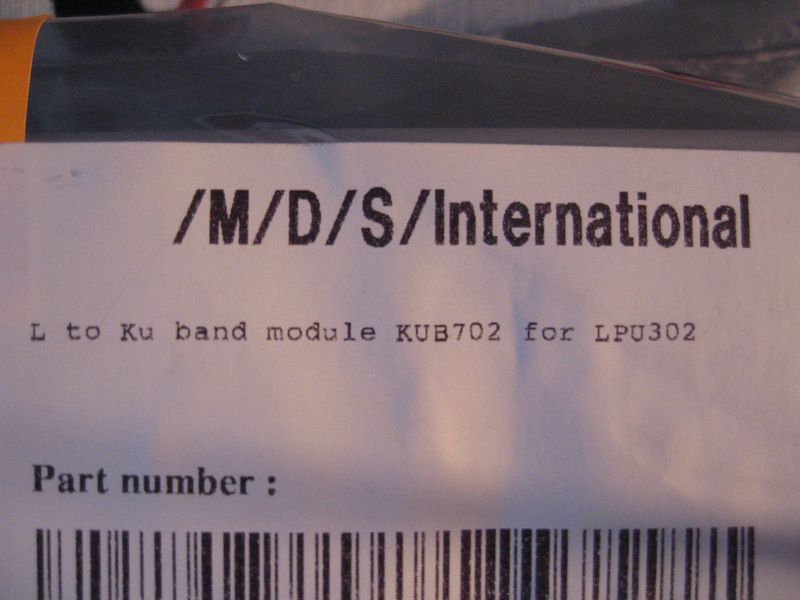 /M/D/S/International
L to Ku band module KUB702 for LPU302
Part number :